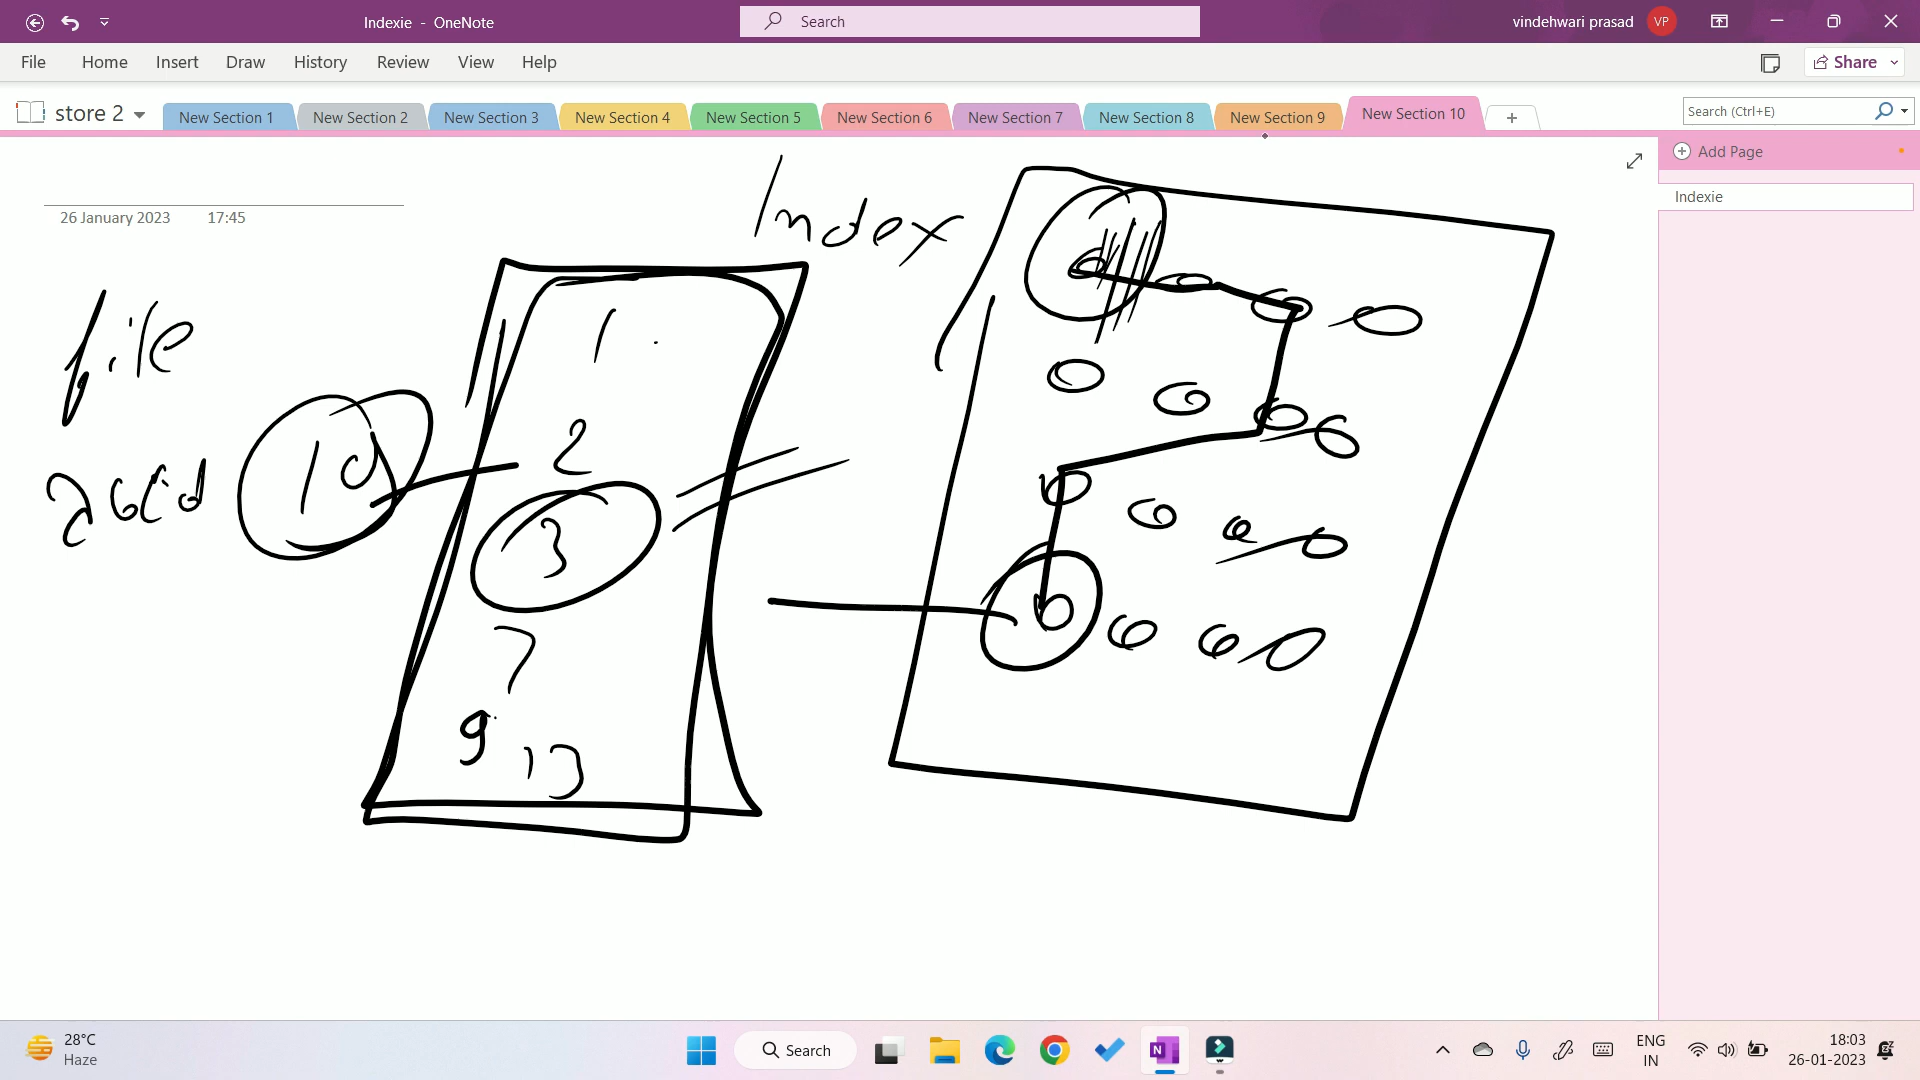 Indexie - OneNote
Search
vindehwari prasad
VP
File Home Insert Draw History Review View Help
Share
store 2
New Section 1 New Section 2 New Section 3 New Section 4 New Section 5 New Section 6 New Section 7 New Section 8 New Section 9 New Section 10 +
Search (Ctrl+E)
Add Page
Indexie
26 January 2023 17:45
Index
file
10
1
2
3
7
9
13
28°C
Haze
Search
ENG
IN
18:03
26-01-2023